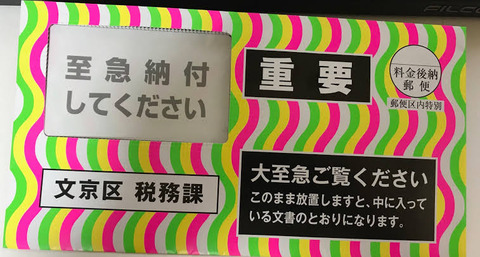 至急納付
してください
重要
料金後納
郵便
郵便区内特別
文京区 税務課
大至急ご覧ください
このまま放置しますと、中に入って
いる文書のとおりになります。